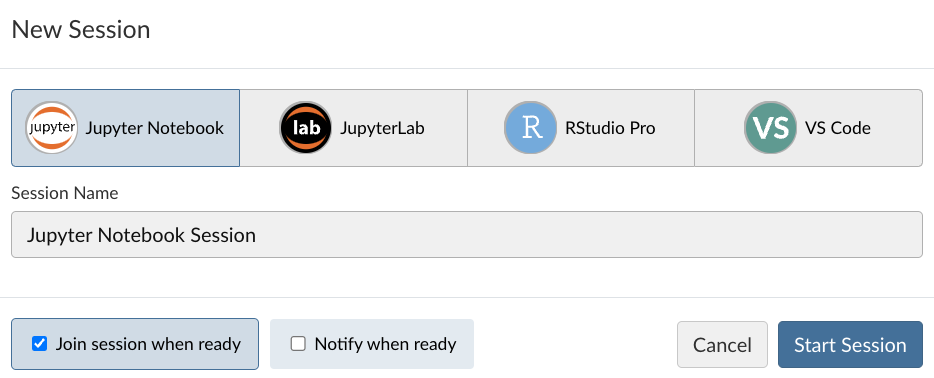 New Session
jupyter Jupyter Notebook
lab JupyterLab
R RStudio Pro
VS VS Code
Session Name
Jupyter Notebook Session
Join session when ready
Notify when ready
Cancel
Start Session